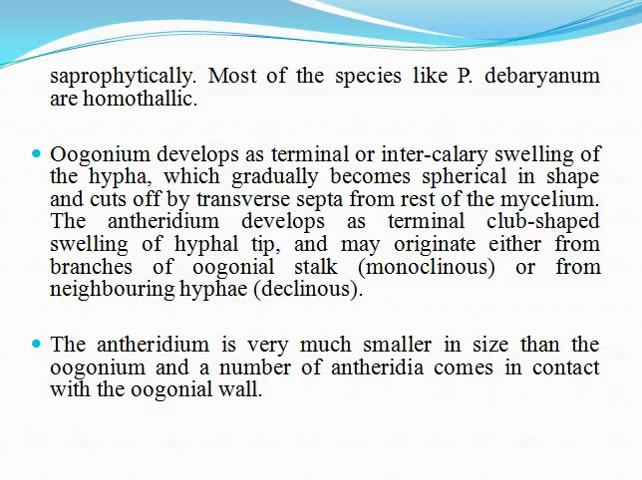 saprophytically. Most of the species like P. debaryanum
are homothallic.
Oogonium develops as terminal or inter-calary swelling of
the hypha, which gradually becomes spherical in shape
and cuts off by transverse septa from rest of the mycelium.
The antheridium develops as terminal club-shaped
swelling of hyphal tip, and may originate either from
branches of oogonial stalk (monoclinous) or from
neighbouring hyphae (declinous).
The antheridium is very much smaller in size than the
oogonium and a number of antheridia comes in contact
with the oogonial wall.